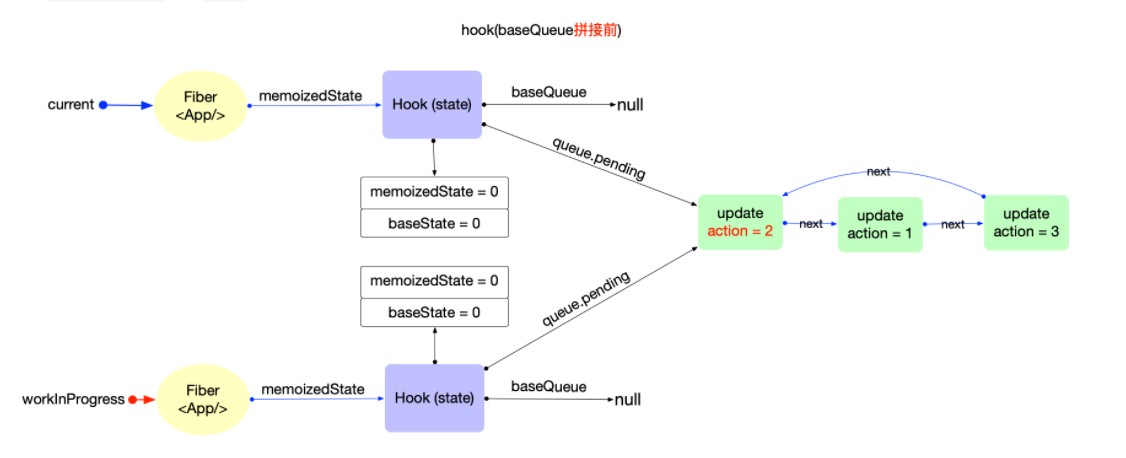 hook(baseQueue拼接前)
current
Fiber
<App/>
memoizedState
Hook (state)
baseQueue
null
queue.pending
memoizedState = 0
baseState = 0
next
update
action = 2
next
update
action = 1
next
update
action = 3
memoizedState = 0
baseState = 0
queue.pending
workInProgress
Fiber
<App/>
memoizedState
Hook (state)
baseQueue
null